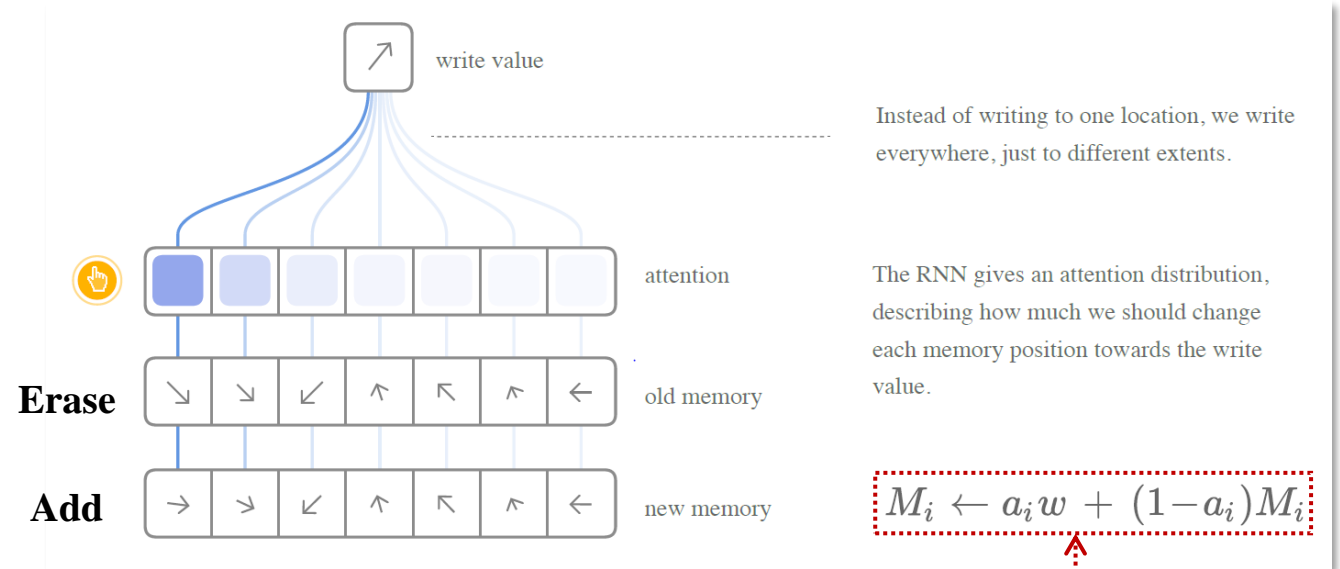 write value
Instead of writing to one location, we write
everywhere, just to different extents.
attention
The RNN gives an attention distribution,
describing how much we should change
each memory position towards the write
value.
Erase
old memory
Add
new memory
M_i ← a_i w + (1−a_i)M_i